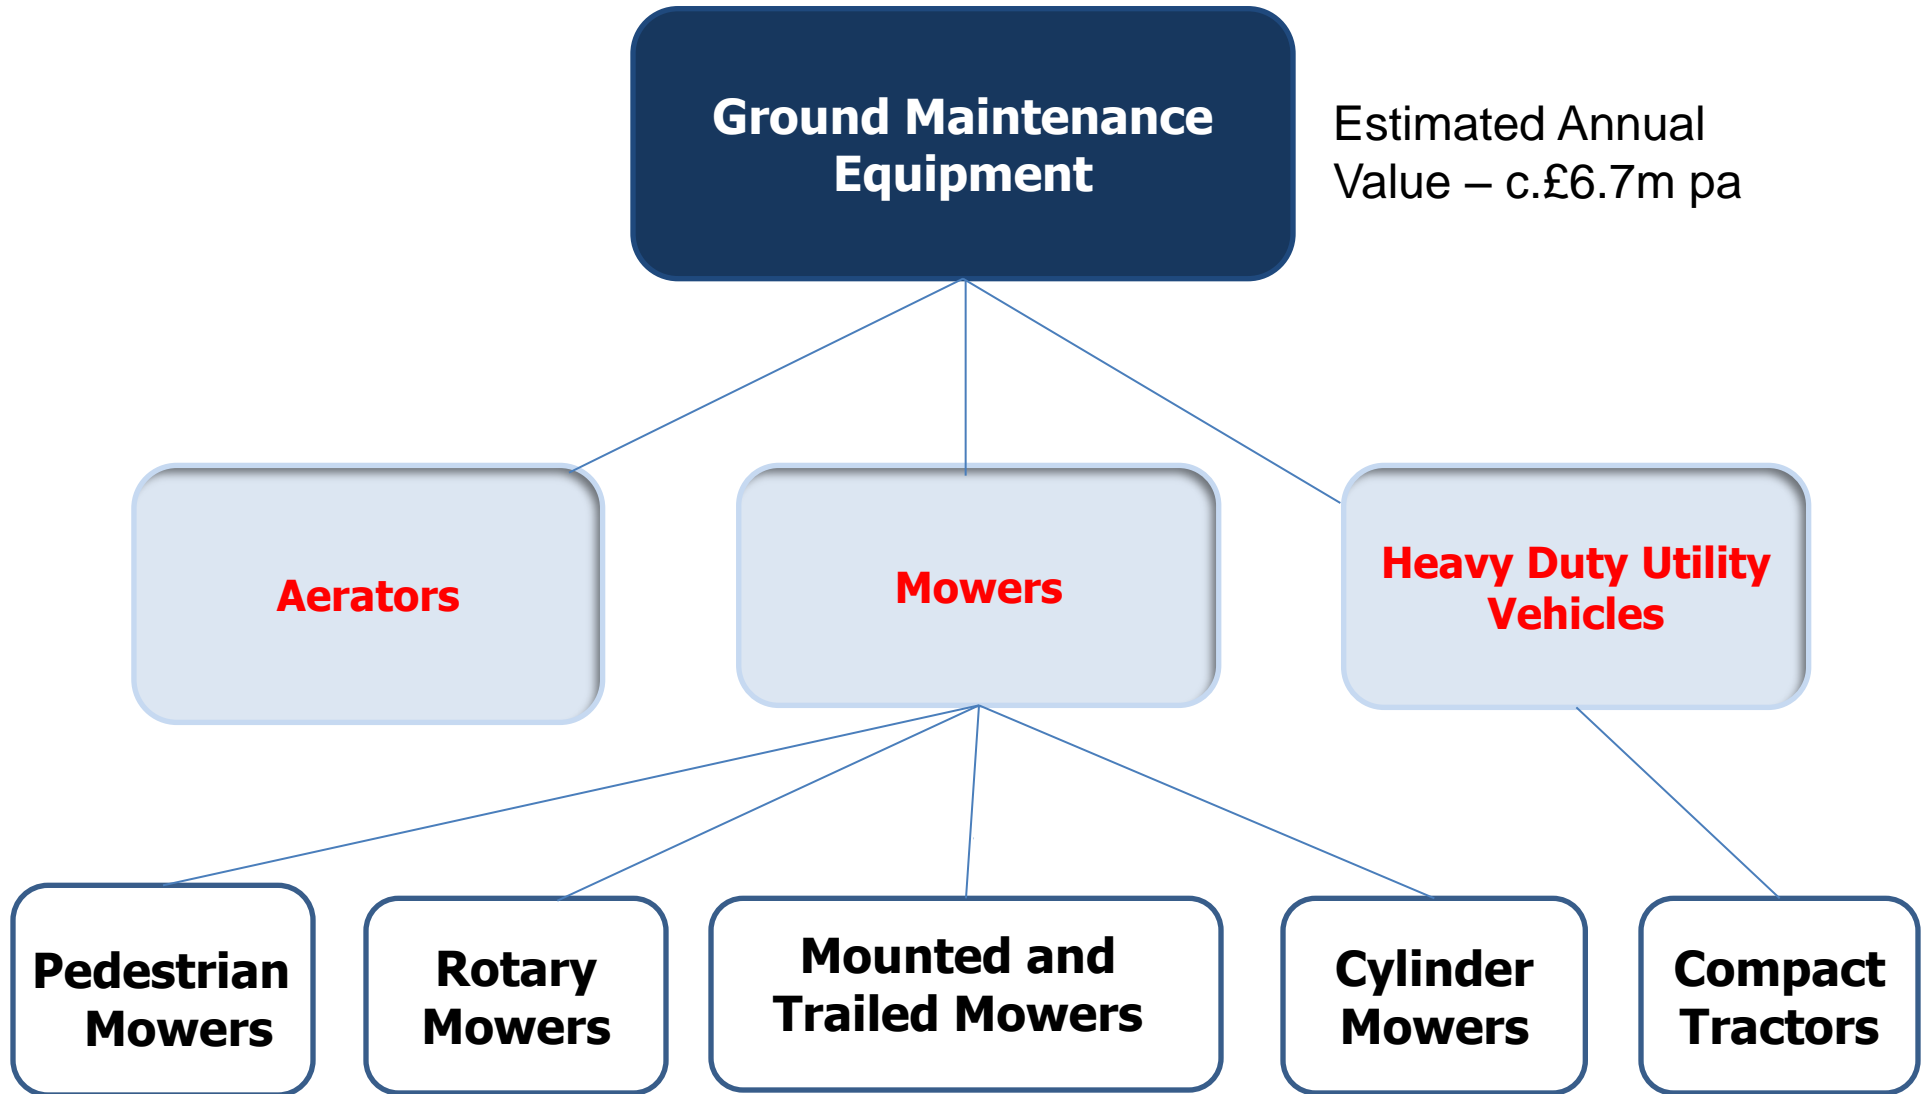 Ground Maintenance
Equipment
Estimated Annual
Value – c.£6.7m pa
Aerators
Mowers
Heavy Duty Utility
Vehicles
Pedestrian
Mowers
Rotary
Mowers
Mounted and
Trailed Mowers
Cylinder
Mowers
Compact
Tractors